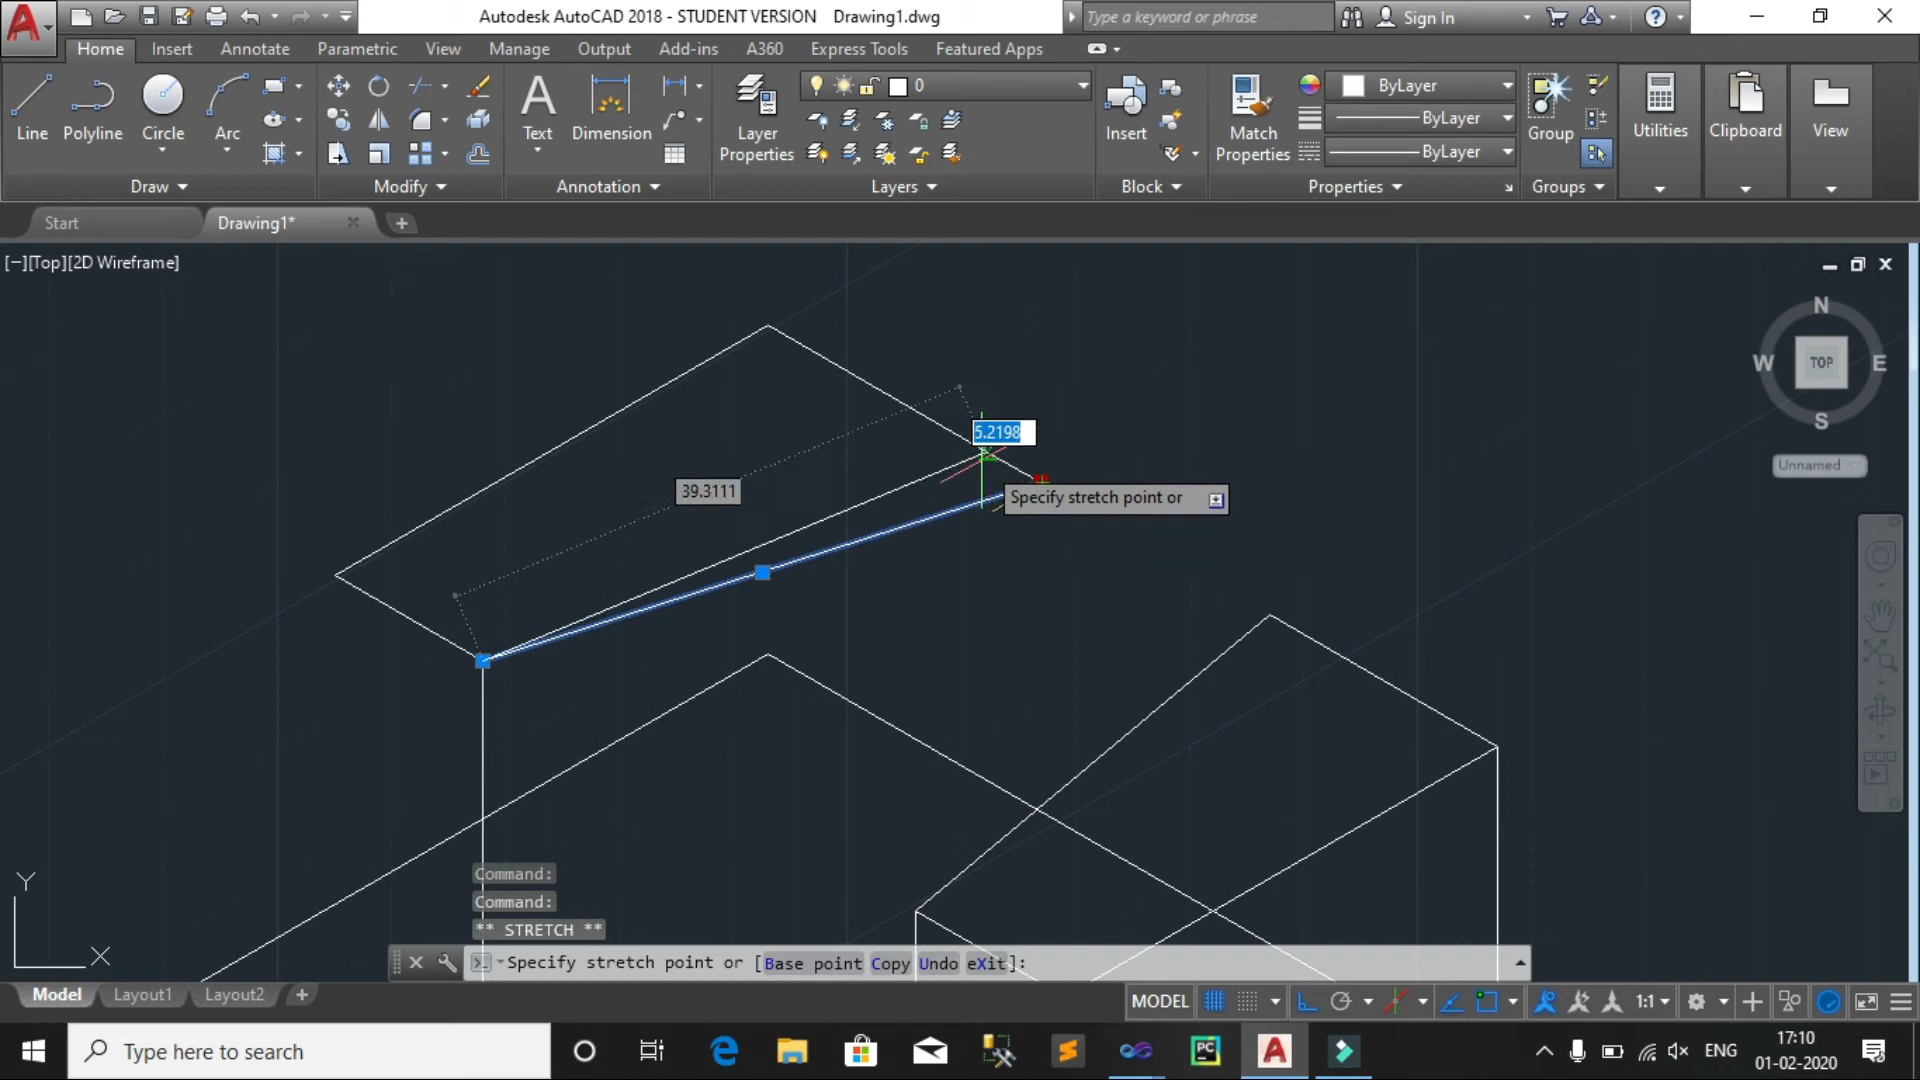 Autodesk AutoCAD 2018 - STUDENT VERSION Drawing1.dwg
Type a keyword or phrase
Sign In
Home Insert Annotate Parametric View Manage Output Add-ins A360 Express Tools Featured Apps
0
ByLayer
ByLayer
ByLayer
Line Polyline Circle Arc
Text Dimension
Layer Properties
Insert
Match Properties
Group Utilities Clipboard View
Draw Modify Annotation Layers Block Properties Groups
Start Drawing1*
[−][Top][2D Wireframe]
N
W TOP E
S
Unnamed
5.2198
39.3111
Specify stretch point or
Y
X
Command:
Command:
** STRETCH **
Specify stretch point or [Base point Copy Undo eXit]:
Model Layout1 Layout2
MODEL 1:1
Type here to search
PC
ENG
17:10
01-02-2020